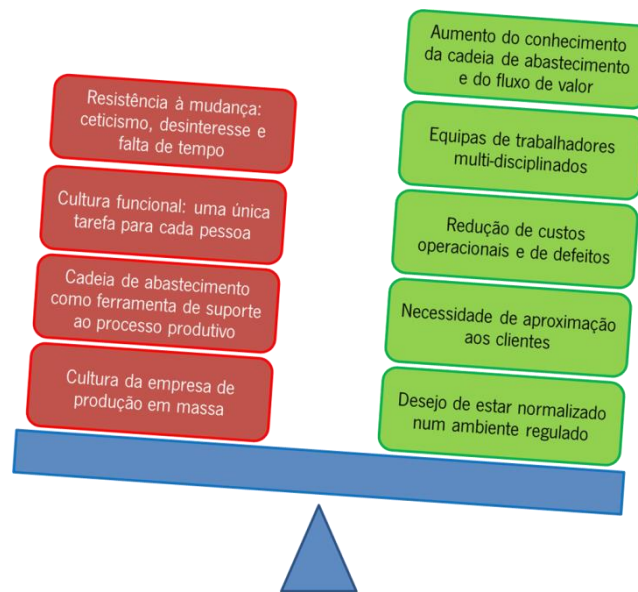 Resistência à mudança:
ceticismo, desinteresse e
falta de tempo
Cultura funcional: uma única
tarefa para cada pessoa
Cadeia de abastecimento
como ferramenta de suporte
ao processo produtivo
Cultura da empresa de
produção em massa
Aumento do conhecimento
da cadeia de abastecimento
e do fluxo de valor
Equipas de trabalhadores
multi-disciplinados
Redução de custos
operacionais e de defeitos
Necessidade de aproximação
aos clientes
Desejo de estar normalizado
num ambiente regulado